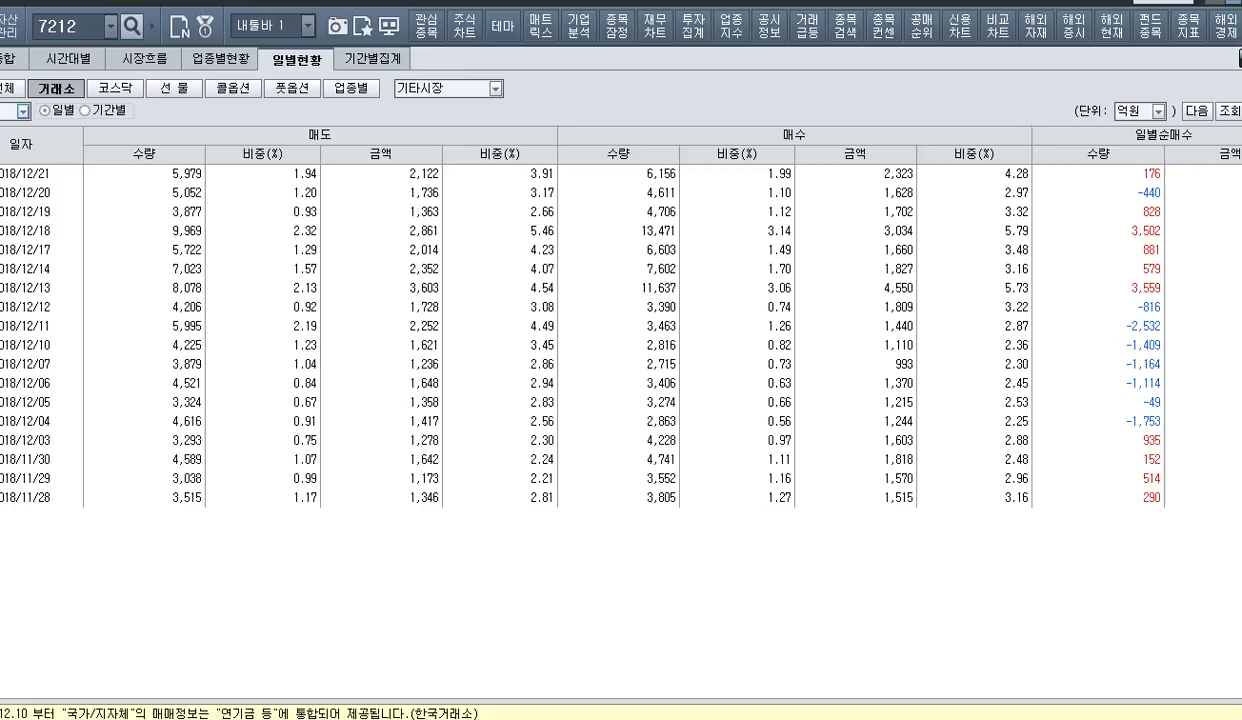 자산 관리 7212 내툴바 1 관심 종목 주식 차트 테마 매트 릭스 기업 분석 종목 잠정 재무 차트 투자 집계 업종 지수 공시 정보 거래 급등 종목 검색 종목 컨센 공매 순위 신용 차트 비교 차트 해외 자재 해외 증시 해외 현재 펀드 종목 종목 지표 해외 경제
종합 시간대별 시장흐름 업종별현황 일별현황 기간별집계
전체 거래소 코스닥 선 물 콜옵션 풋옵션 업종별 기타시장
일별 기간별 (단위: 억원 ) 다음 조회
일자 매도 매수 일별순매수
수량 비중(%) 금액 비중(%) 수량 비중(%) 금액 비중(%) 수량 금액
018/12/21 5,979 1.94 2,122 3.91 6,156 1.99 2,323 4.28 176
018/12/20 5,052 1.20 1,736 3.17 4,611 1.10 1,628 2.97 -440
018/12/19 3,877 0.93 1,363 2.66 4,706 1.12 1,702 3.32 828
018/12/18 9,969 2.32 2,861 5.46 13,471 3.14 3,034 5.79 3,502
018/12/17 5,722 1.29 2,014 4.23 6,603 1.49 1,660 3.48 881
018/12/14 7,023 1.57 2,352 4.07 7,602 1.70 1,827 3.16 579
018/12/13 8,078 2.13 3,603 4.54 11,637 3.06 4,550 5.73 3,559
018/12/12 4,206 0.92 1,728 3.08 3,390 0.74 1,809 3.22 -816
018/12/11 5,995 2.19 2,252 4.49 3,463 1.26 1,440 2.87 -2,532
018/12/10 4,225 1.23 1,621 3.45 2,816 0.82 1,110 2.36 -1,409
018/12/07 3,879 1.04 1,236 2.86 2,715 0.73 993 2.30 -1,164
018/12/06 4,521 0.84 1,648 2.94 3,406 0.63 1,370 2.45 -1,114
018/12/05 3,324 0.67 1,358 2.83 3,274 0.66 1,215 2.53 -49
018/12/04 4,616 0.91 1,417 2.56 2,863 0.56 1,244 2.25 -1,753
018/12/03 3,293 0.75 1,278 2.30 4,228 0.97 1,603 2.88 935
018/11/30 4,589 1.07 1,642 2.24 4,741 1.11 1,818 2.48 152
018/11/29 3,038 0.99 1,173 2.21 3,552 1.16 1,570 2.96 514
018/11/28 3,515 1.17 1,346 2.81 3,805 1.27 1,515 3.16 290
12.10 부터 "국가/지자체"의 매매정보는 "연기금 등"에 통합되어 제공됩니다.(한국거래소)